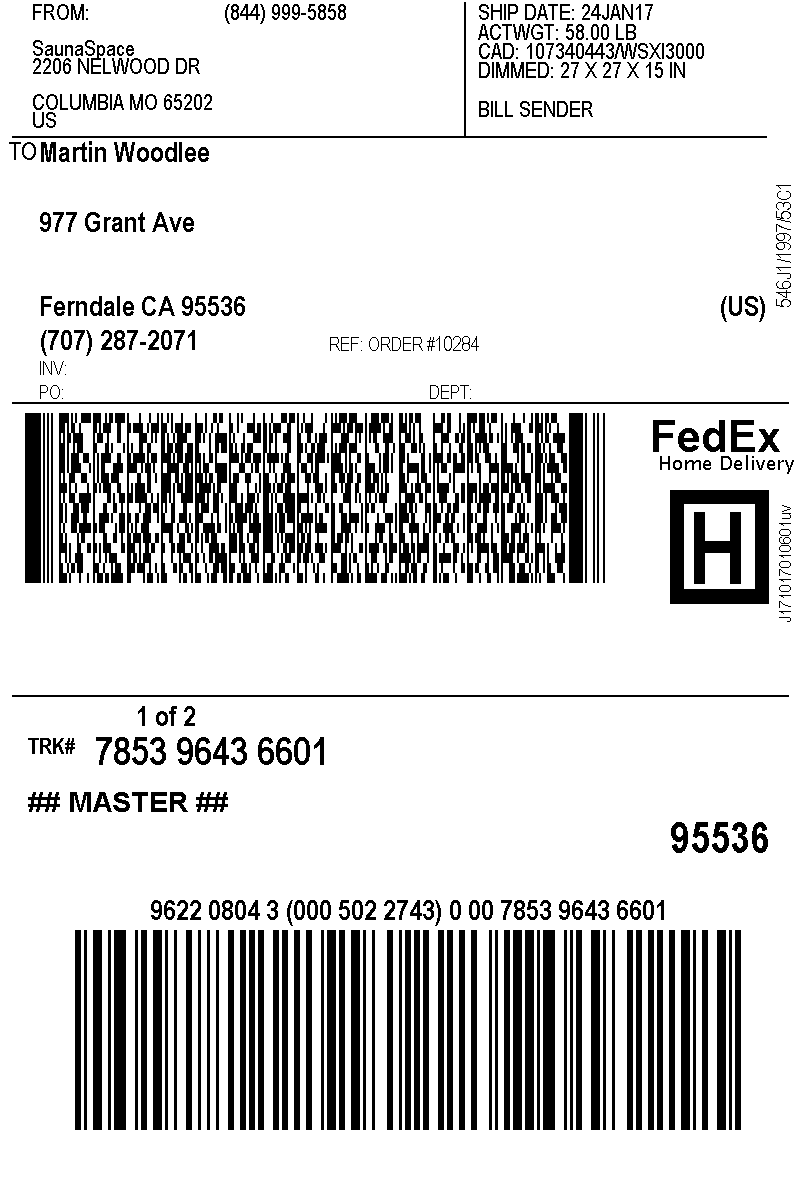 FROM: (844) 999-5858
SaunaSpace
2206 NELWOOD DR
COLUMBIA MO 65202
US
SHIP DATE: 24JAN17
ACTWGT: 58.00 LB
CAD: 107340443/WSXI3000
DIMMED: 27 X 27 X 15 IN
BILL SENDER
TO Martin Woodlee
977 Grant Ave
Ferndale CA 95536 (US)
(707) 287-2071 REF: ORDER #10284
INV:
PO: DEPT:
546J1/1997/53C1
FedEx
Home Delivery
H
J171017010601uv
1 of 2
TRK# 7853 9643 6601
## MASTER ##
95536
9622 0804 3 (000 502 2743) 0 00 7853 9643 6601